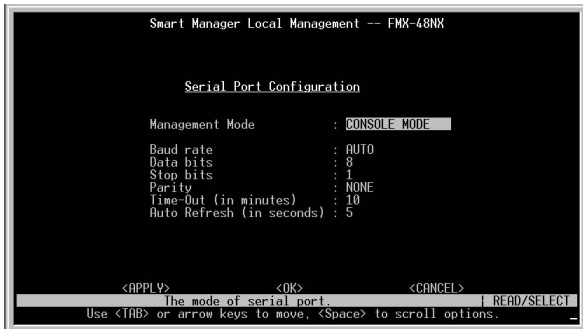 Smart Manager Local Management -- FMX-48NX
Serial Port Configuration
Management Mode : CONSOLE MODE
Baud rate : AUTO
Data bits : 8
Stop bits : 1
Parity : NONE
Time-Out (in minutes) : 10
Auto Refresh (in seconds) : 5
<APPLY> <OK> <CANCEL>
The mode of serial port. | READ/SELECT
Use <TAB> or arrow keys to move, <Space> to scroll options.